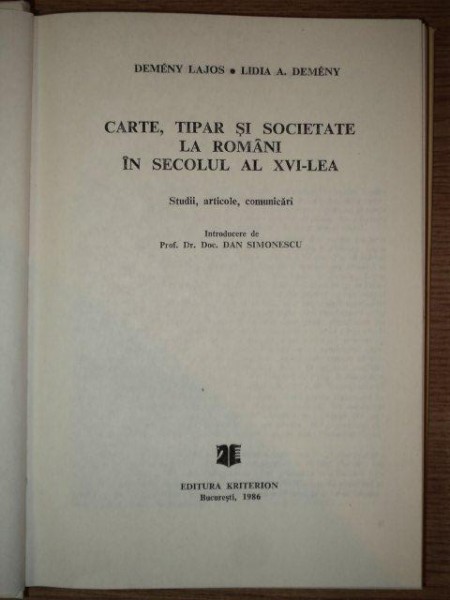 DEMÉNY LAJOS • LIDIA A. DEMÉNY
CARTE, TIPAR ȘI SOCIETATE
LA ROMÂNI
ÎN SECOLUL AL XVI-LEA
Studii, articole, comunicări
Introducere de
Prof. Dr. Doc. DAN SIMONESCU
EDITURA KRITERION
București, 1986